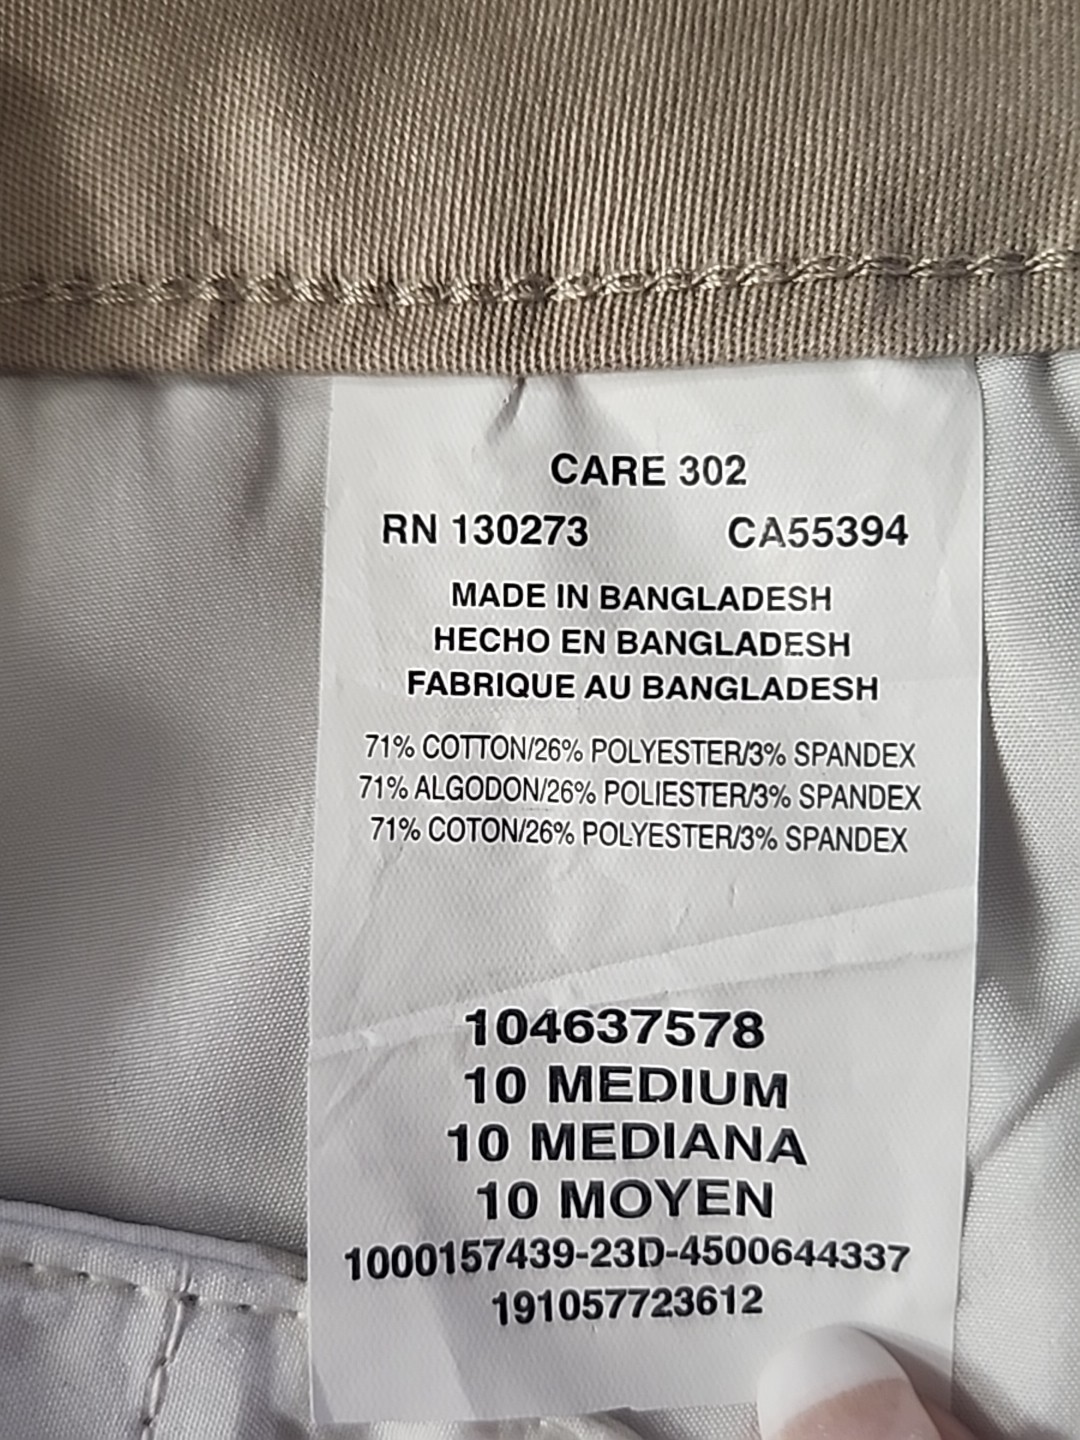 CARE 302
RN 130273 CA55394
MADE IN BANGLADESH
HECHO EN BANGLADESH
FABRIQUE AU BANGLADESH
71% COTTON/26% POLYESTER/3% SPANDEX
71% ALGODON/26% POLIESTER/3% SPANDEX
71% COTON/26% POLYESTER/3% SPANDEX
104637578
10 MEDIUM
10 MEDIANA
10 MOYEN
1000157439-23D-4500644337
191057723612